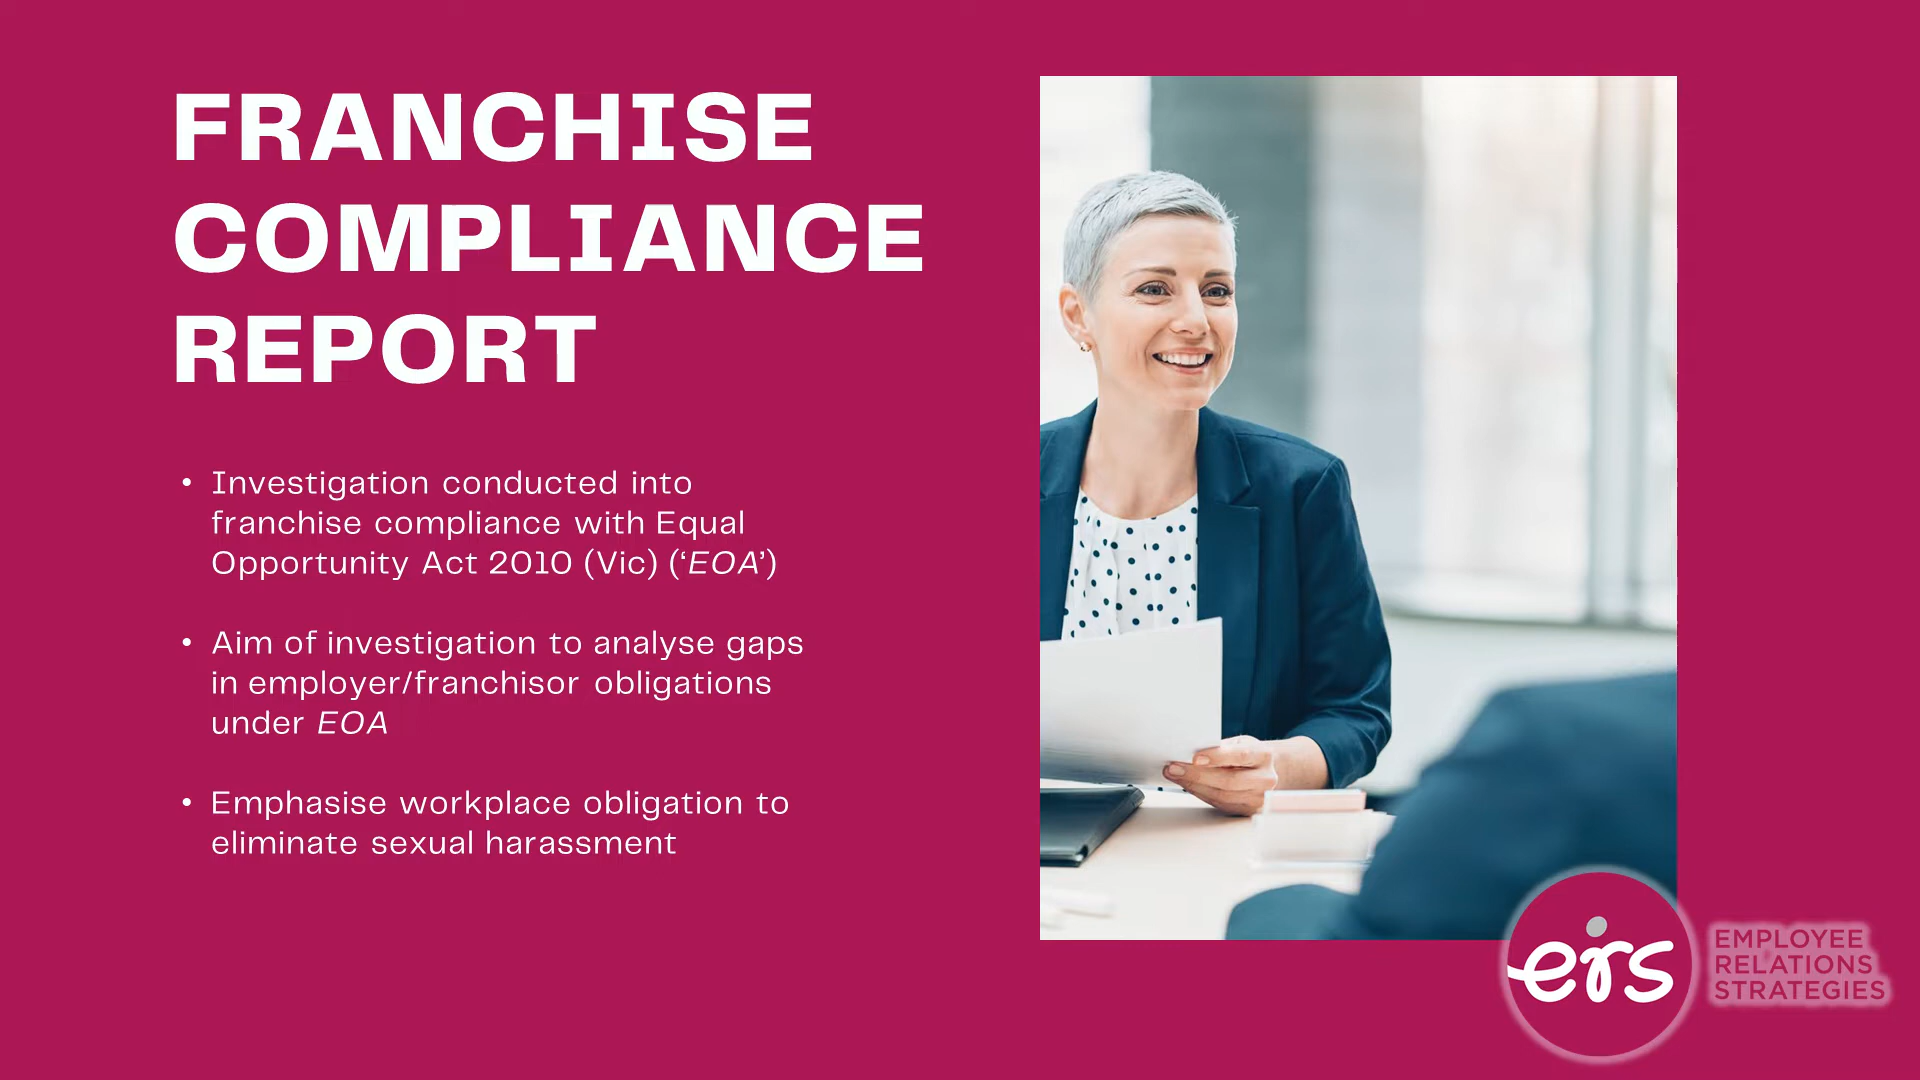 FRANCHISE
COMPLIANCE
REPORT
• Investigation conducted into
franchise compliance with Equal
Opportunity Act 2010 (Vic) (‘EOA’)
• Aim of investigation to analyse gaps
in employer/franchisor obligations
under EOA
• Emphasise workplace obligation to
eliminate sexual harassment
ers
EMPLOYEE
RELATIONS
STRATEGIES